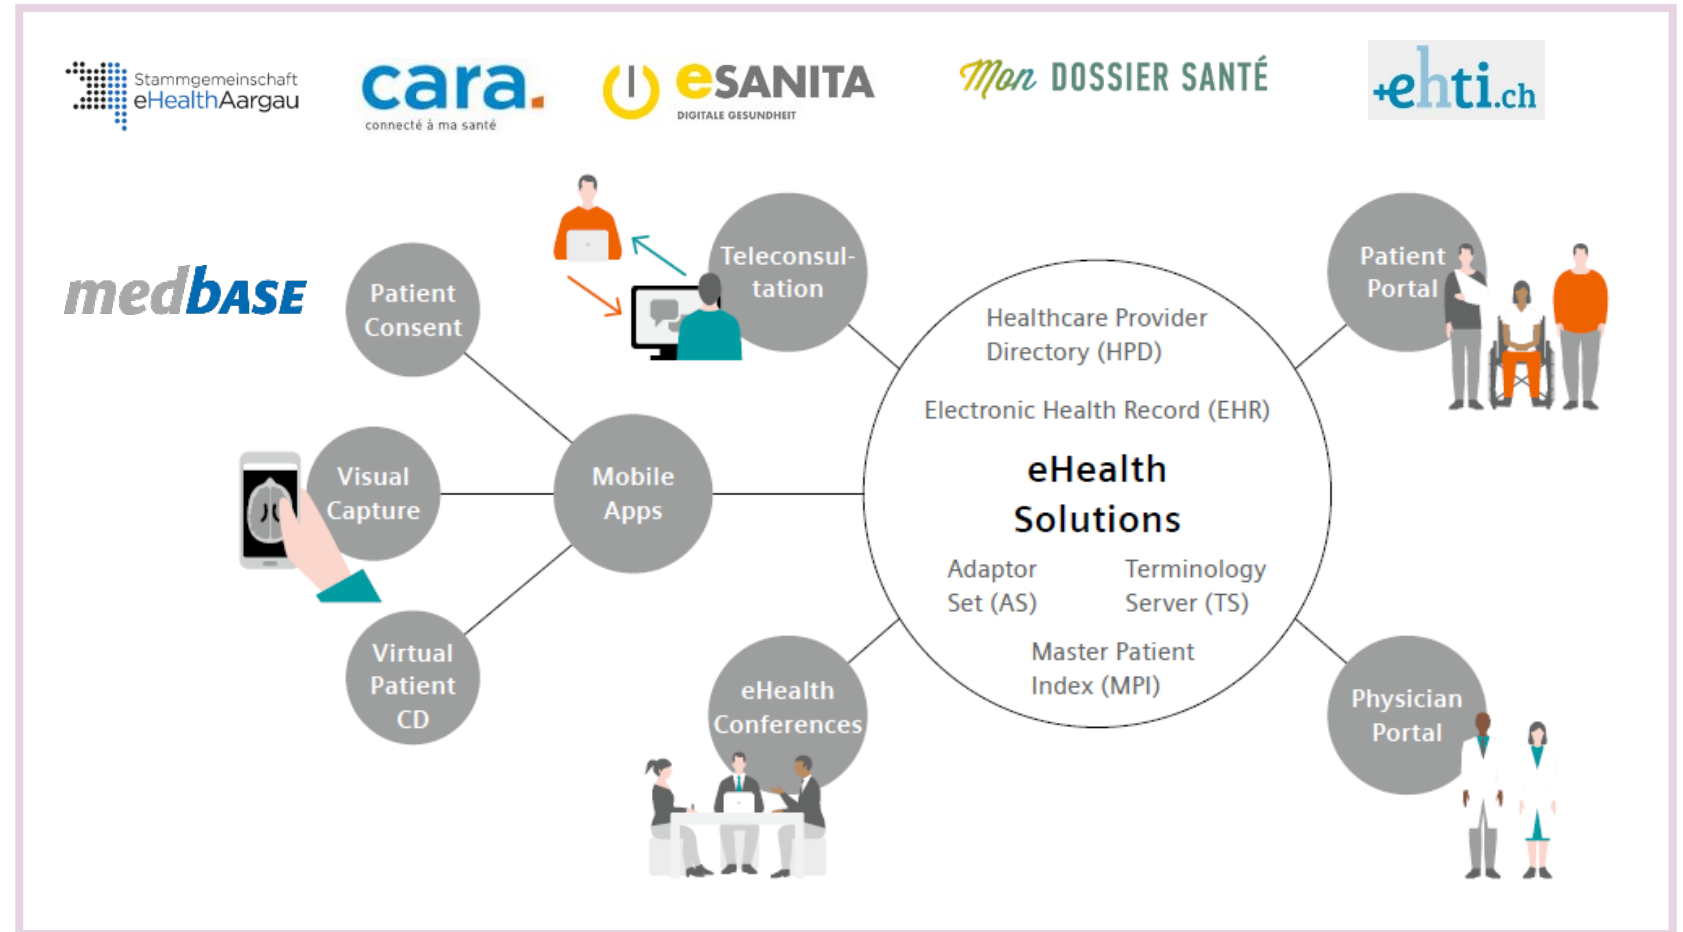 Stammgemeinschaft
eHealthAargau
cara.
connecté à ma santé
eSANITA
DIGITALE GESUNDHEIT
Mon DOSSIER SANTÉ
+ehti.ch
medbASE
Patient
Consent
Visual
Capture
Virtual
Patient
CD
Mobile
Apps
Teleconsul-
tation
eHealth
Conferences
Healthcare Provider
Directory (HPD)
Electronic Health Record (EHR)
eHealth
Solutions
Adaptor
Set (AS)
Terminology
Server (TS)
Master Patient
Index (MPI)
Patient
Portal
Physician
Portal